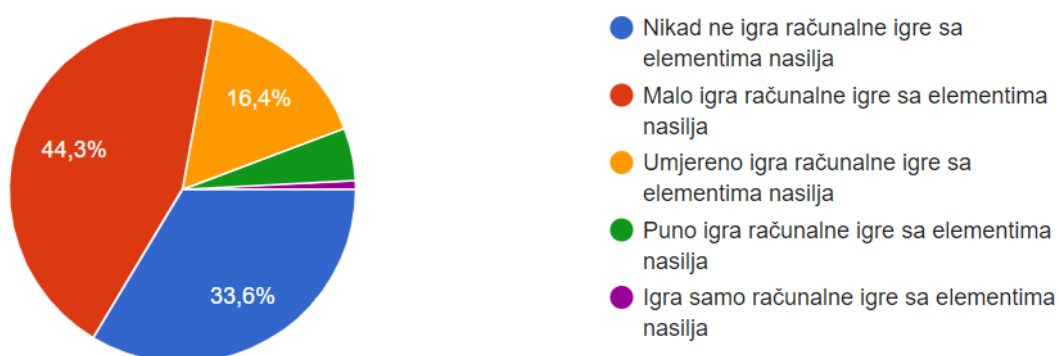 16,4%
44,3%
33,6%
Nikad ne igra računalne igre sa
elementima nasilja
Malo igra računalne igre sa elementima
nasilja
Umjereno igra računalne igre sa
elementima nasilja
Puno igra računalne igre sa elementima
nasilja
Igra samo računalne igre sa elementima
nasilja